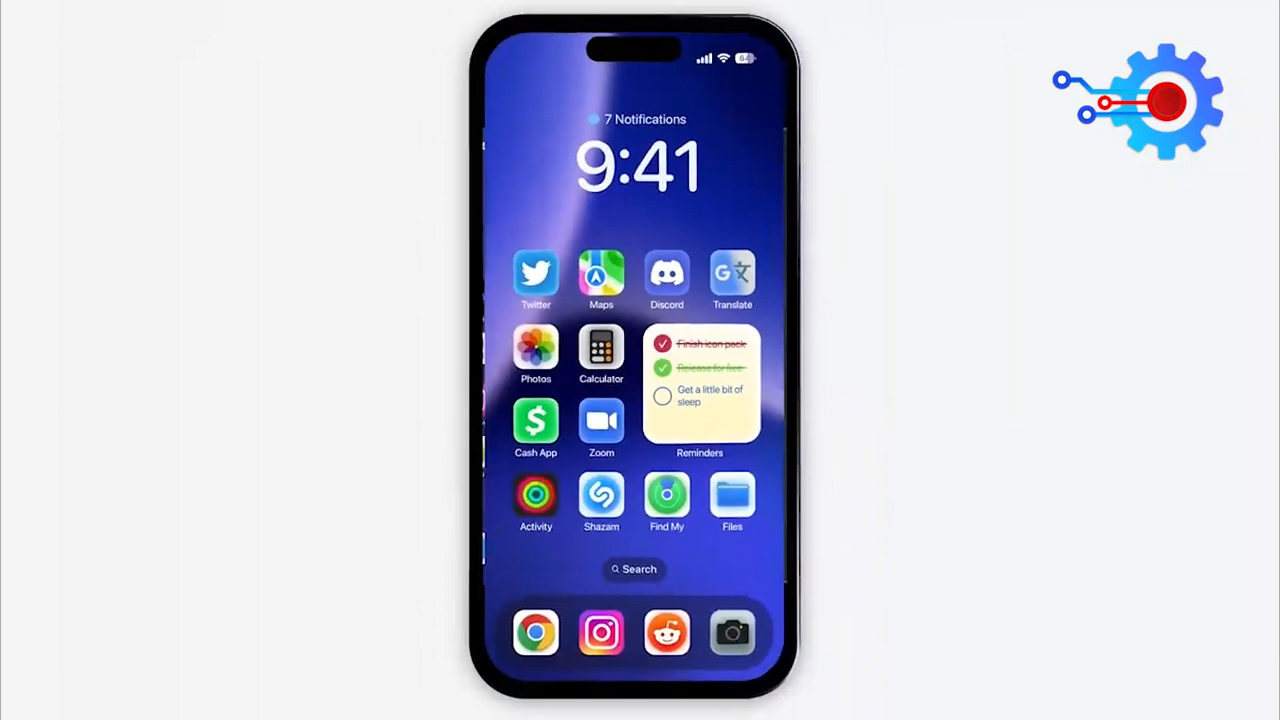 7 Notifications
9:41
Twitter
Maps
Discord
Translate
Finish icon pack
Release for free
Get a little bit of
sleep
Photos
Calculator
Cash App
Zoom
Reminders
Activity
Shazam
Find My
Files
Search